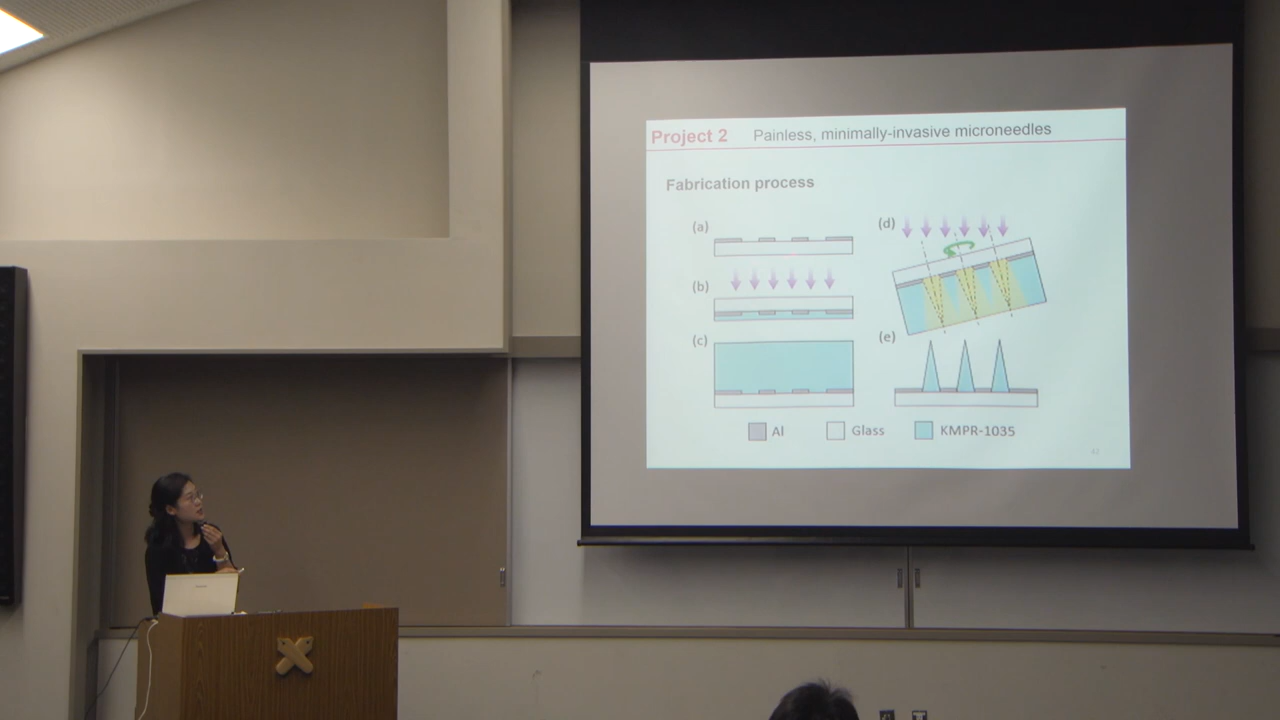 Project 2 Painless, minimally-invasive microneedles
Fabrication process
(a)
(b)
(c)
(d)
(e)
Al Glass KMPR-1035